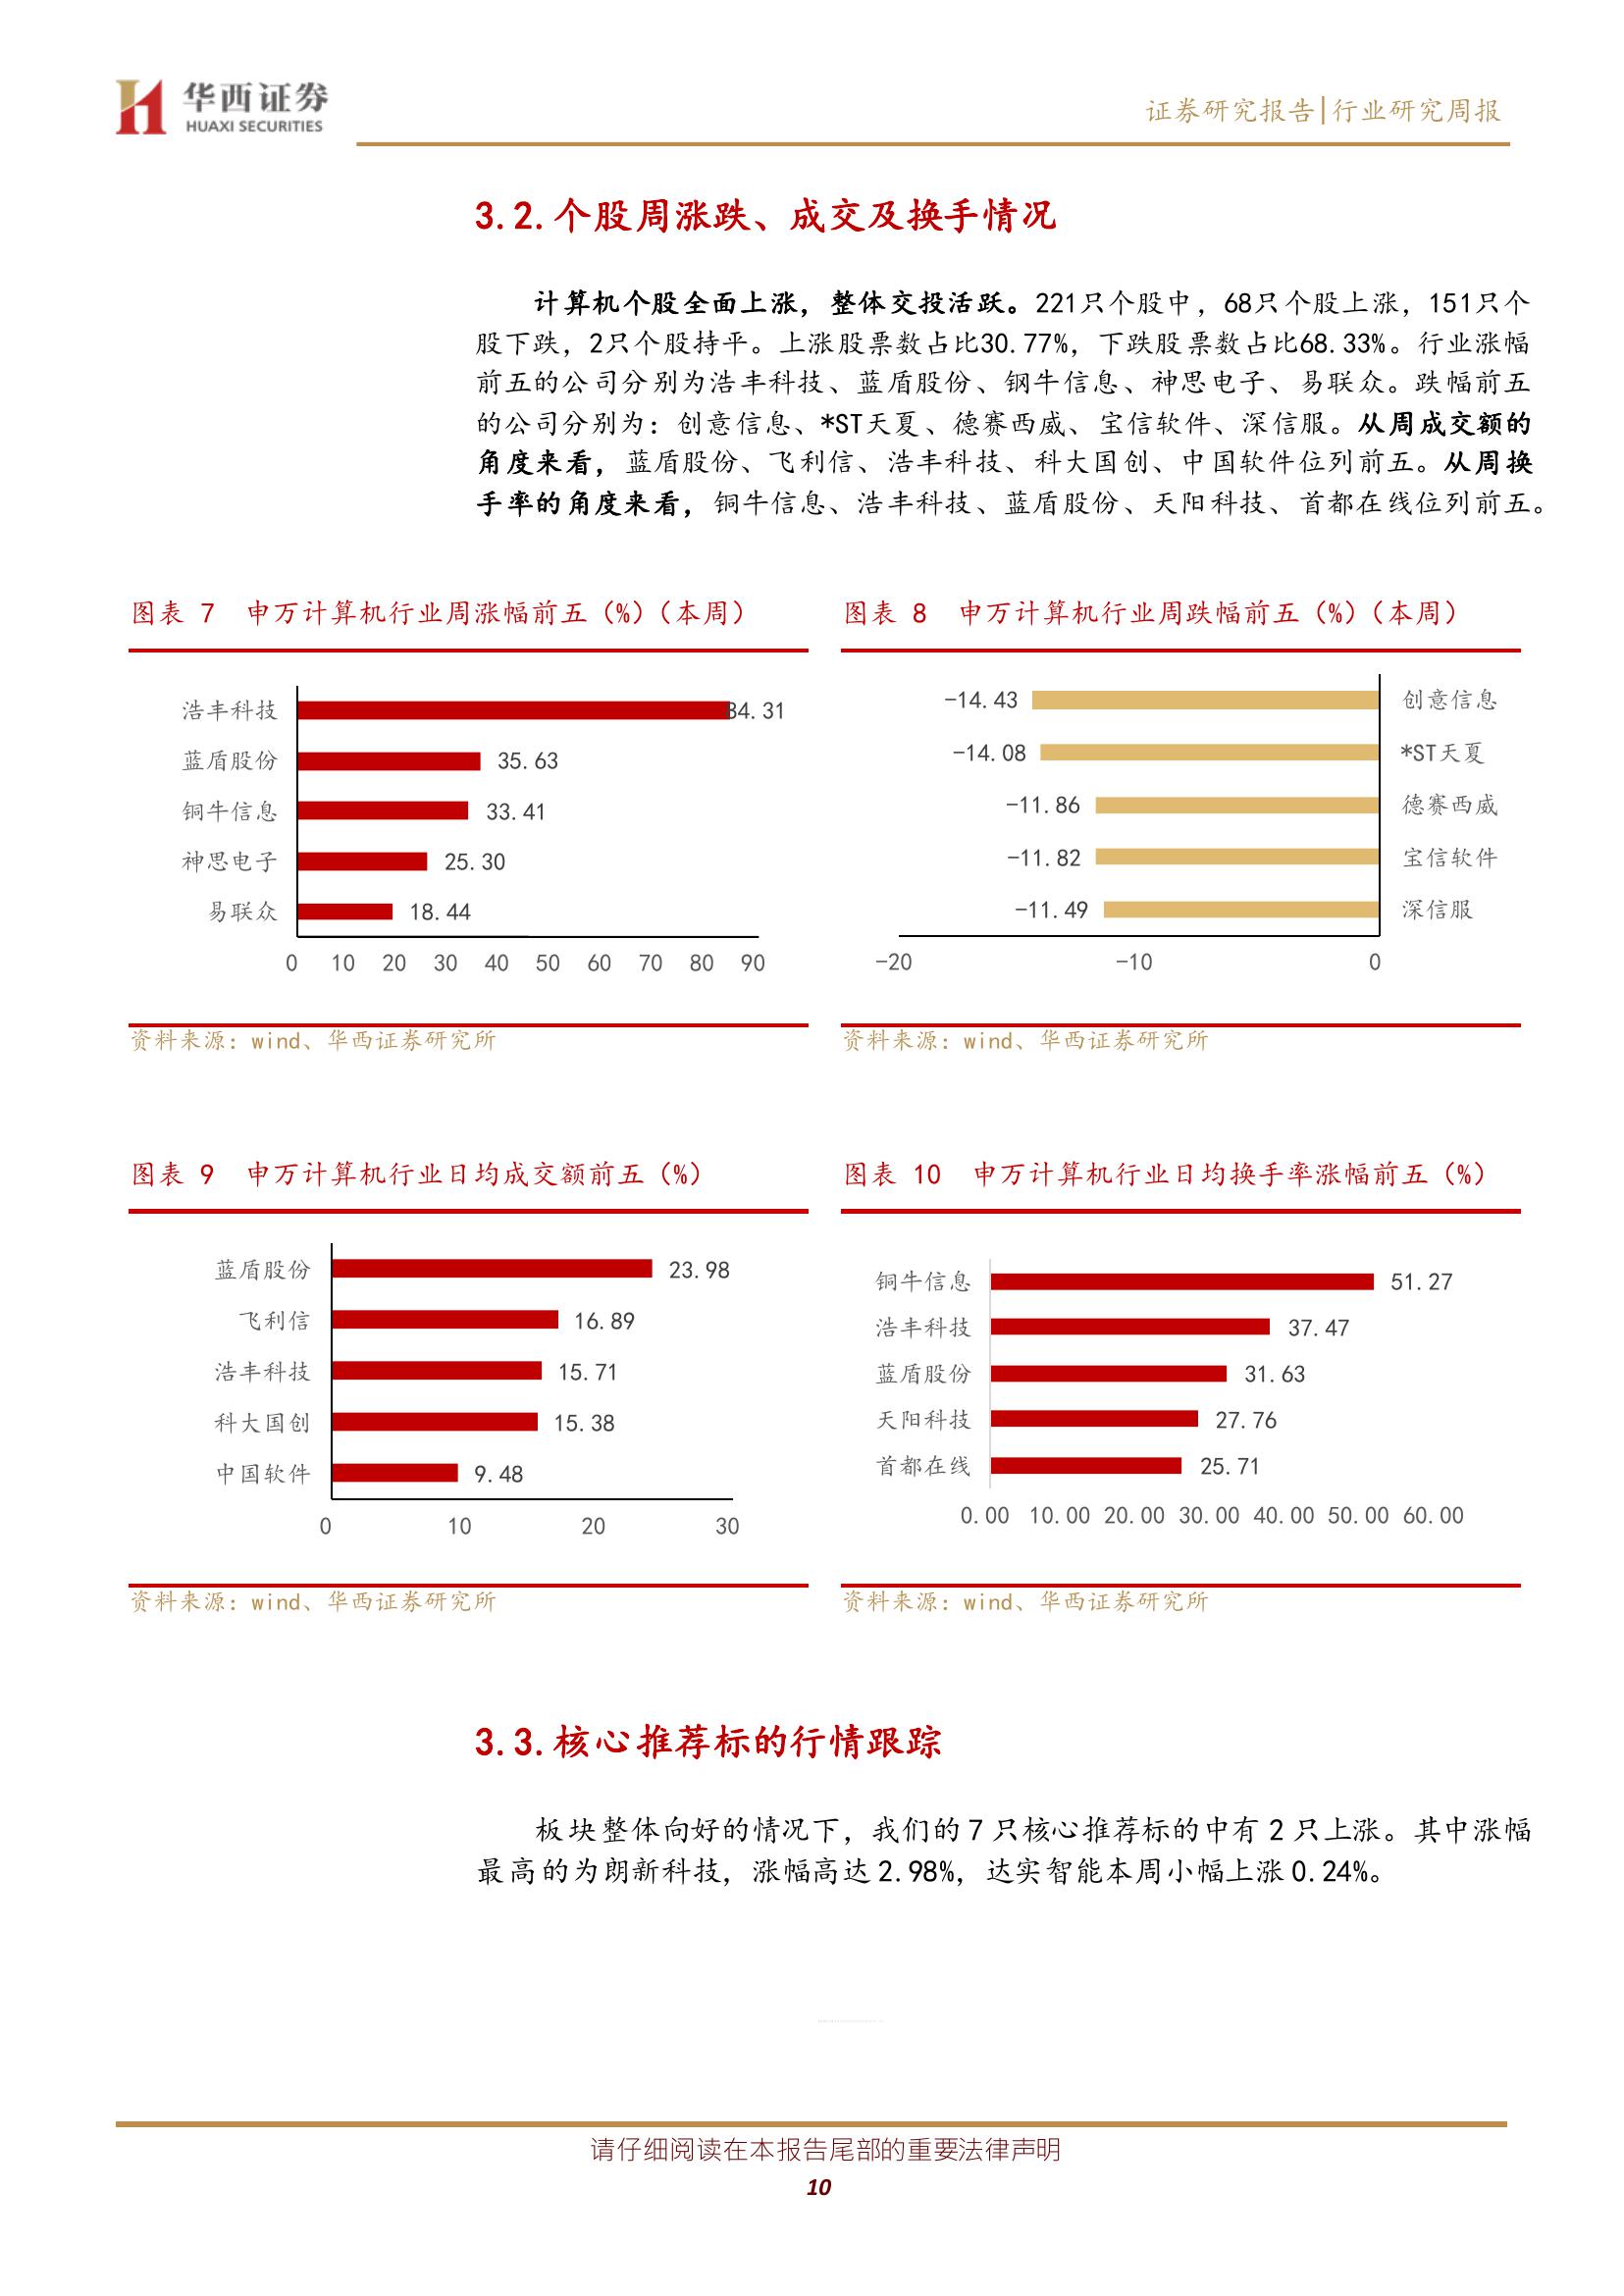 华西证券
HUAXI SECURITIES
证券研究报告|行业研究周报
3.2.个股周涨跌、成交及换手情况
计算机个股全面上涨，整体交投活跃。221只个股中，68只个股上涨，151只个
股下跌，2只个股持平。上涨股票数占比30.77%，下跌股票数占比68.33%。行业涨幅
前五的公司分别为浩丰科技、蓝盾股份、钢牛信息、神思电子、易联众。跌幅前五
的公司分别为：创意信息、*ST天夏、德赛西威、宝信软件、深信服。从周成交额的
角度来看，蓝盾股份、飞利信、浩丰科技、科大国创、中国软件位列前五。从周换
手率的角度来看，铜牛信息、浩丰科技、蓝盾股份、天阳科技、首都在线位列前五。
图表 7 申万计算机行业周涨幅前五（%）（本周）
浩丰科技 84.31
蓝盾股份 35.63
铜牛信息 33.41
神思电子 25.30
易联众 18.44
0 10 20 30 40 50 60 70 80 90
资料来源：wind、华西证券研究所
图表 8 申万计算机行业周跌幅前五（%）（本周）
-14.43 创意信息
-14.08 *ST天夏
-11.86 德赛西威
-11.82 宝信软件
-11.49 深信服
-20 -10 0
资料来源：wind、华西证券研究所
图表 9 申万计算机行业日均成交额前五（%）
蓝盾股份 23.98
飞利信 16.89
浩丰科技 15.71
科大国创 15.38
中国软件 9.48
0 10 20 30
资料来源：wind、华西证券研究所
图表 10 申万计算机行业日均换手率涨幅前五（%）
铜牛信息 51.27
浩丰科技 37.47
蓝盾股份 31.63
天阳科技 27.76
首都在线 25.71
0.00 10.00 20.00 30.00 40.00 50.00 60.00
资料来源：wind、华西证券研究所
3.3.核心推荐标的行情跟踪
板块整体向好的情况下，我们的 7 只核心推荐标的中有 2 只上涨。其中涨幅
最高的为朗新科技，涨幅高达 2.98%，达实智能本周小幅上涨 0.24%。
请仔细阅读在本报告尾部的重要法律声明
10